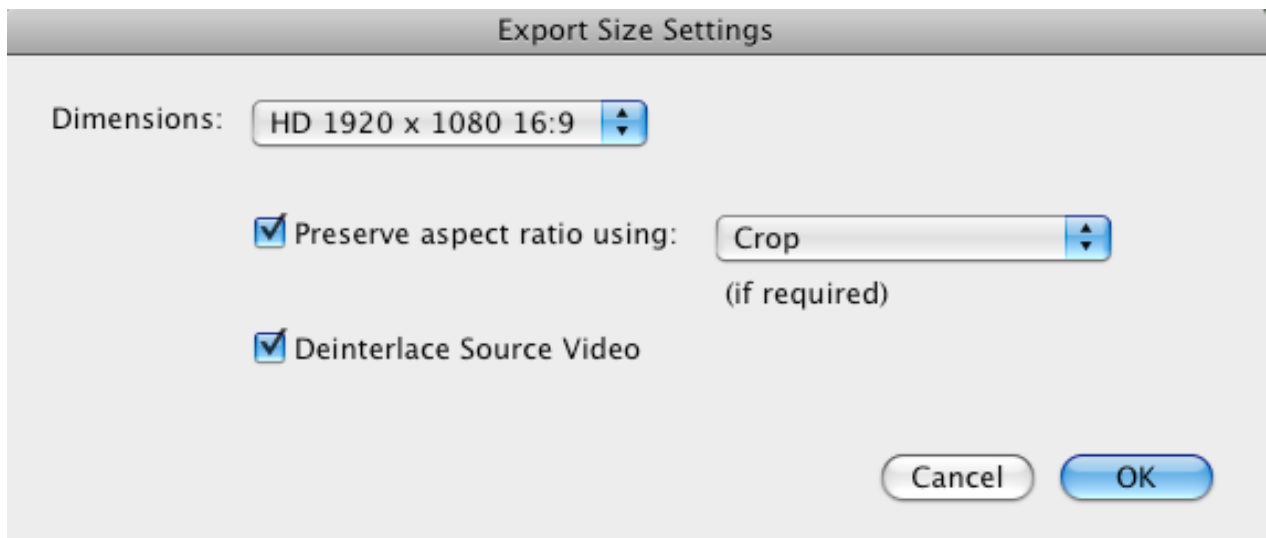 Export Size Settings
Dimensions: HD 1920 x 1080 16:9
Preserve aspect ratio using: Crop
(if required)
Deinterlace Source Video
Cancel OK